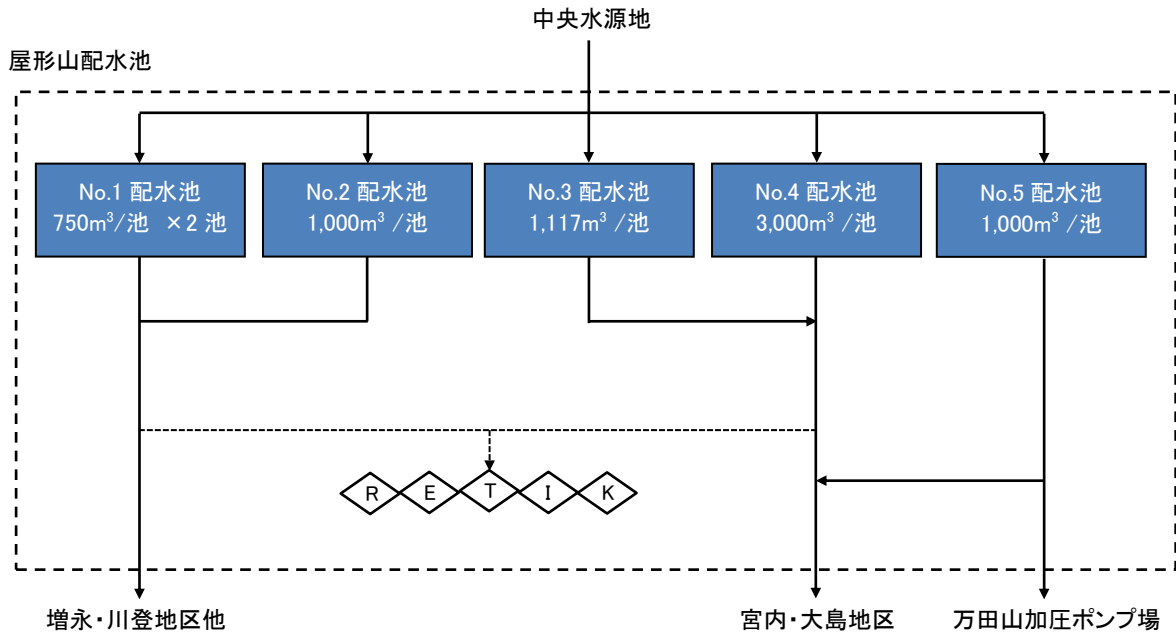 中央水源地
屋形山配水池
No.1 配水池
750m³/池 ×2 池
No.2 配水池
1,000m³ /池
No.3 配水池
1,117m³ /池
No.4 配水池
3,000m³ /池
No.5 配水池
1,000m³ /池
R E T I K
増永・川登地区他
宮内・大島地区
万田山加圧ポンプ場